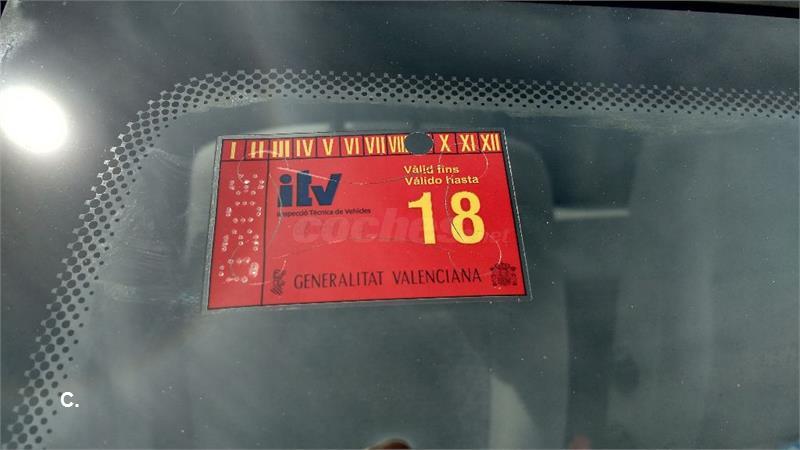 I II III IV V VI VII VIII X XI XII
itv
Inspecció Tècnica de Vehicles
Vàlid fins
Válido hasta
18
coches.net
GENERALITAT VALENCIANA
C.